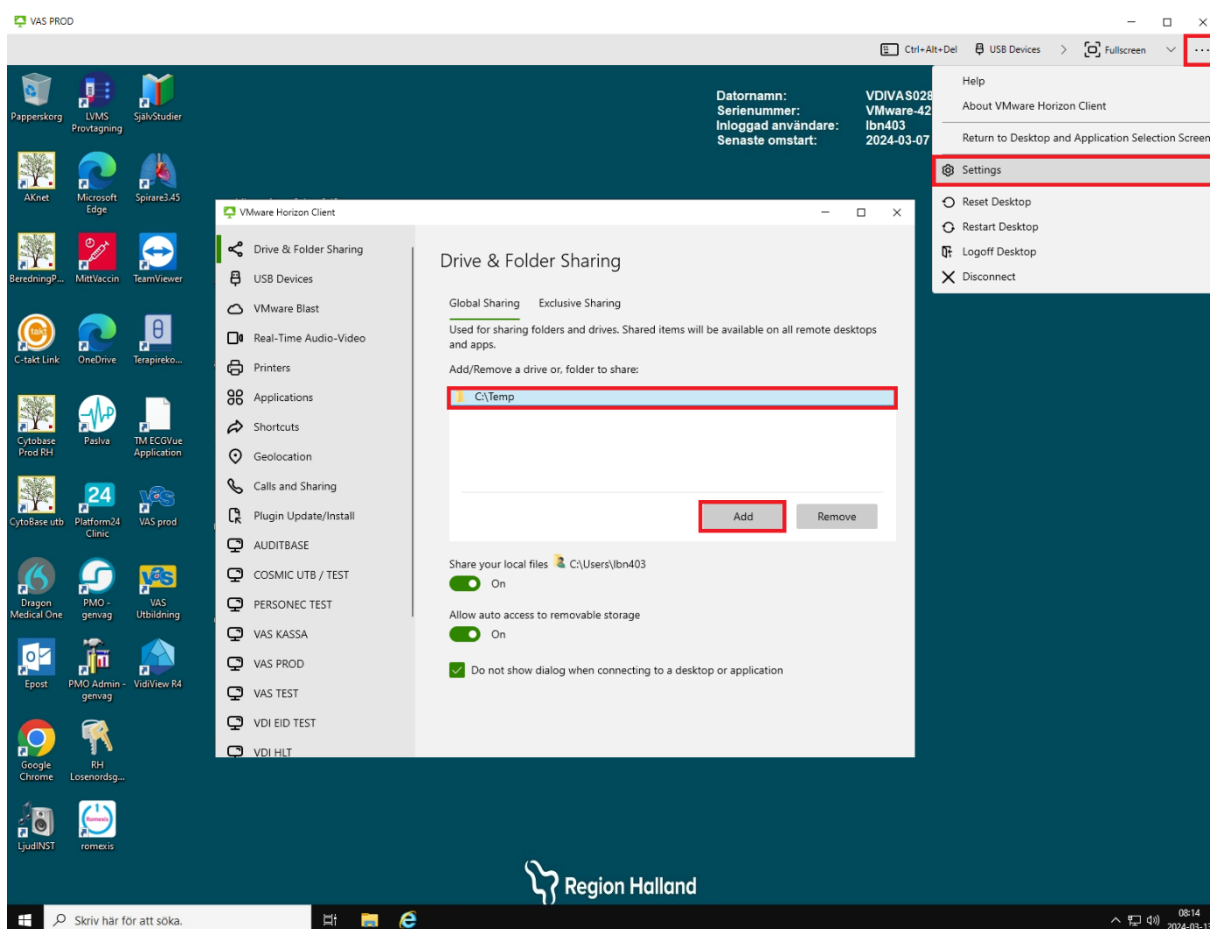 VAS PROD
Ctrl+Alt+Del
USB Devices
Fullscreen
Help
About VMware Horizon Client
Return to Desktop and Application Selection Screen
Settings
Reset Desktop
Restart Desktop
Logoff Desktop
Disconnect
Datornamn: VDIVAS028
Serienummer: VMware-42
Inloggad användare: lbn403
Senaste omstart: 2024-03-07
Papperskorg
LVMS
Provtagning
SjälvStudier
AKnet
Microsoft
Edge
Spirare3.45
BeredningP...
MittVaccin
TeamViewer
C-takt Link
OneDrive
Terapireko...
Cytobase
Prod RH
Paslva
TM ECGVue
Application
CytoBase utb
24
Platform24
Clinic
VAS prod
Dragon
Medical One
PMO -
genvag
VAS
Utbildning
Epost
PMO Admin -
genvag
VidiView R4
Google
Chrome
RH
Losenordsg...
LjudINST
romexis
VMware Horizon Client
Drive & Folder Sharing
USB Devices
VMware Blast
Real-Time Audio-Video
Printers
Applications
Shortcuts
Geolocation
Calls and Sharing
Plugin Update/Install
AUDITBASE
COSMIC UTB / TEST
PERSONEC TEST
VAS KASSA
VAS PROD
VAS TEST
VDI EID TEST
VDI HLT
Drive & Folder Sharing
Global Sharing
Exclusive Sharing
Used for sharing folders and drives. Shared items will be available on all remote desktops
and apps.
Add/Remove a drive or, folder to share:
C:\Temp
Add
Remove
Share your local files C:\Users\lbn403
On
Allow auto access to removable storage
On
Do not show dialog when connecting to a desktop or application
Region Halland
Skriv här för att söka.
08:14
2024-03-13